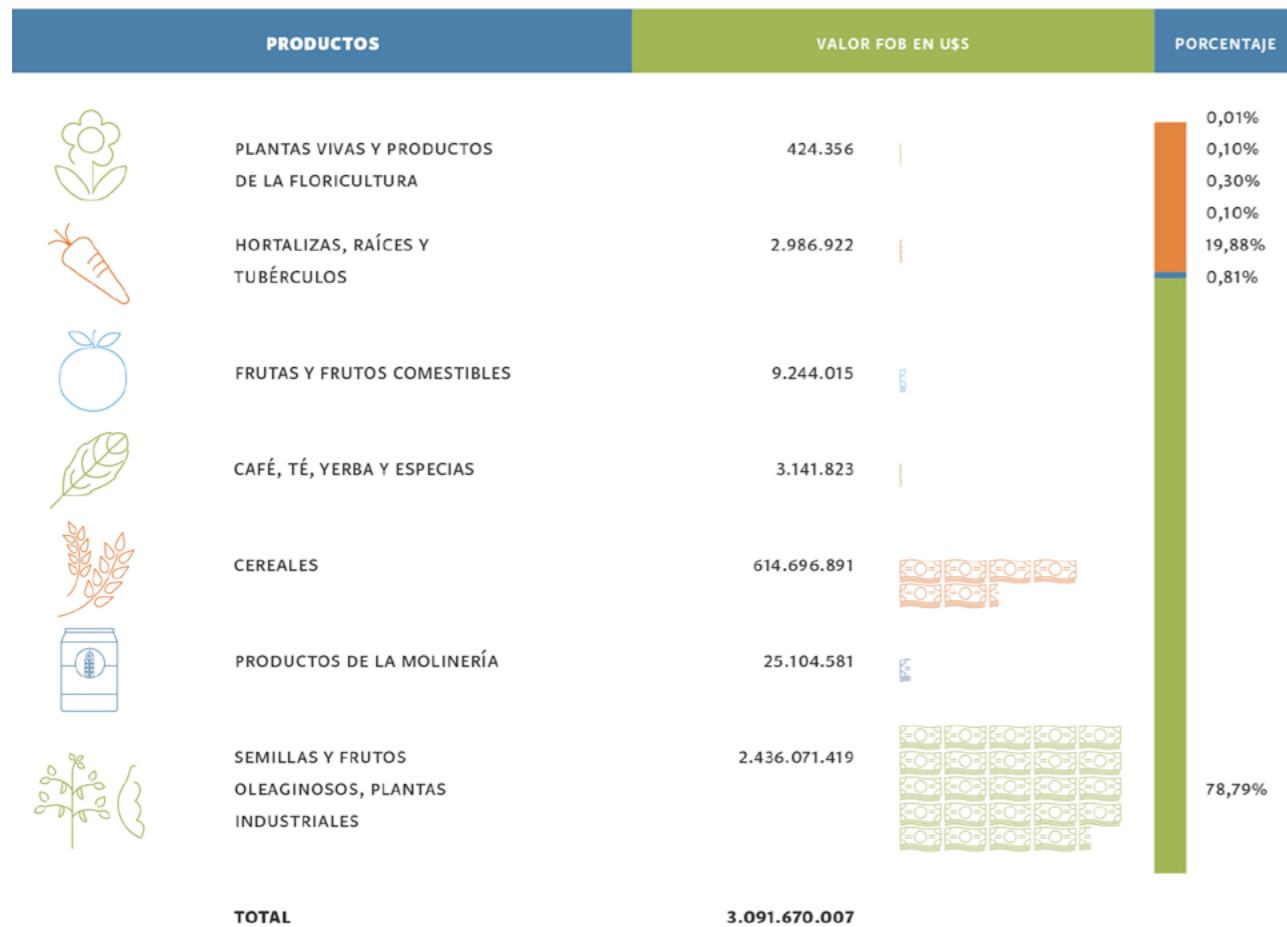 PRODUCTOS
VALOR FOB EN U$S
PORCENTAJE
PLANTAS VIVAS Y PRODUCTOS
DE LA FLORICULTURA
424.356
HORTALIZAS, RAÍCES Y
TUBÉRCULOS
2.986.922
FRUTAS Y FRUTOS COMESTIBLES
9.244.015
CAFÉ, TÉ, YERBA Y ESPECIAS
3.141.823
CEREALES
614.696.891
PRODUCTOS DE LA MOLINERÍA
25.104.581
SEMILLAS Y FRUTOS
OLEAGINOSOS, PLANTAS
INDUSTRIALES
2.436.071.419
TOTAL
3.091.670.007
0,01%
0,10%
0,30%
0,10%
19,88%
0,81%
78,79%